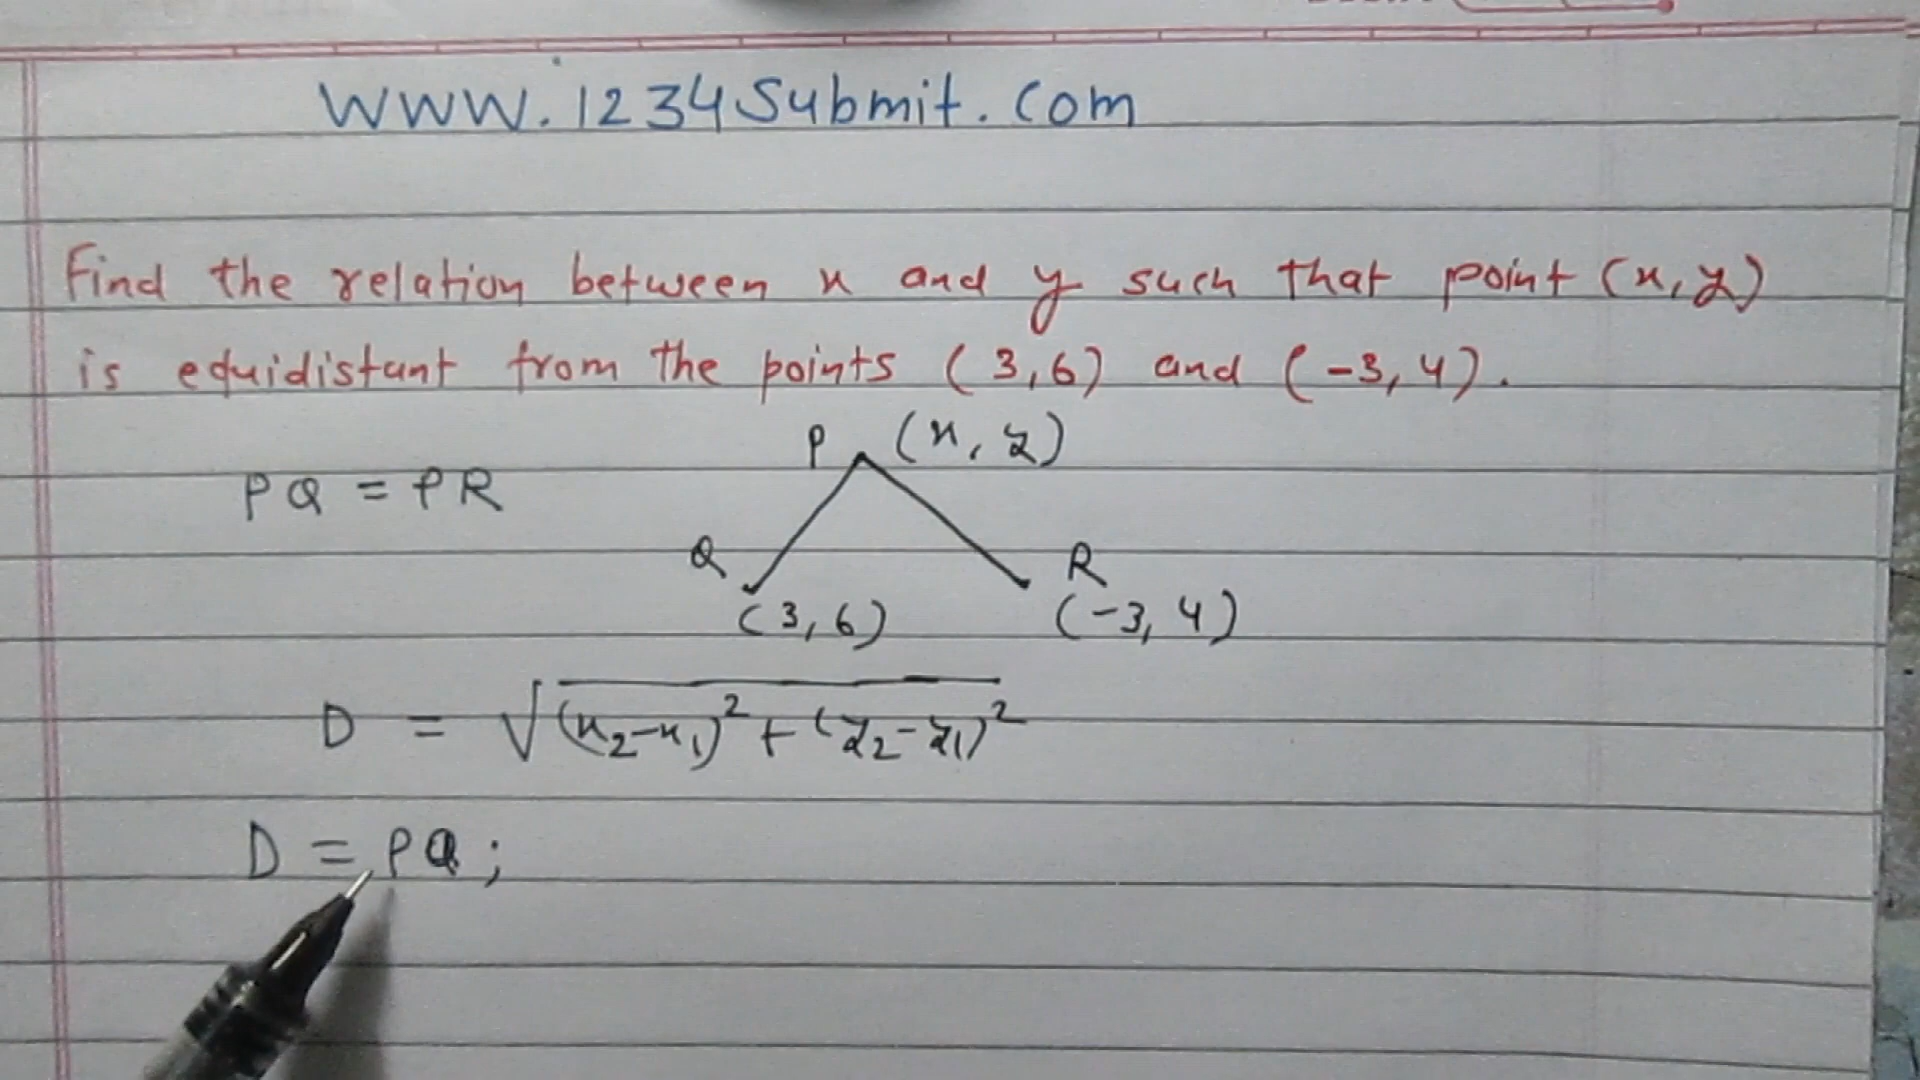 WWW.1234Submit.com
Find the relation between x and y such that point (x,y)
is equidistant from the points (3,6) and (-3,4).
P (x,y)
PQ = PR
Q R
(3,6) (-3,4)
D = √(x₂-x₁)²+(y₂-y₁)²
D = PQ;